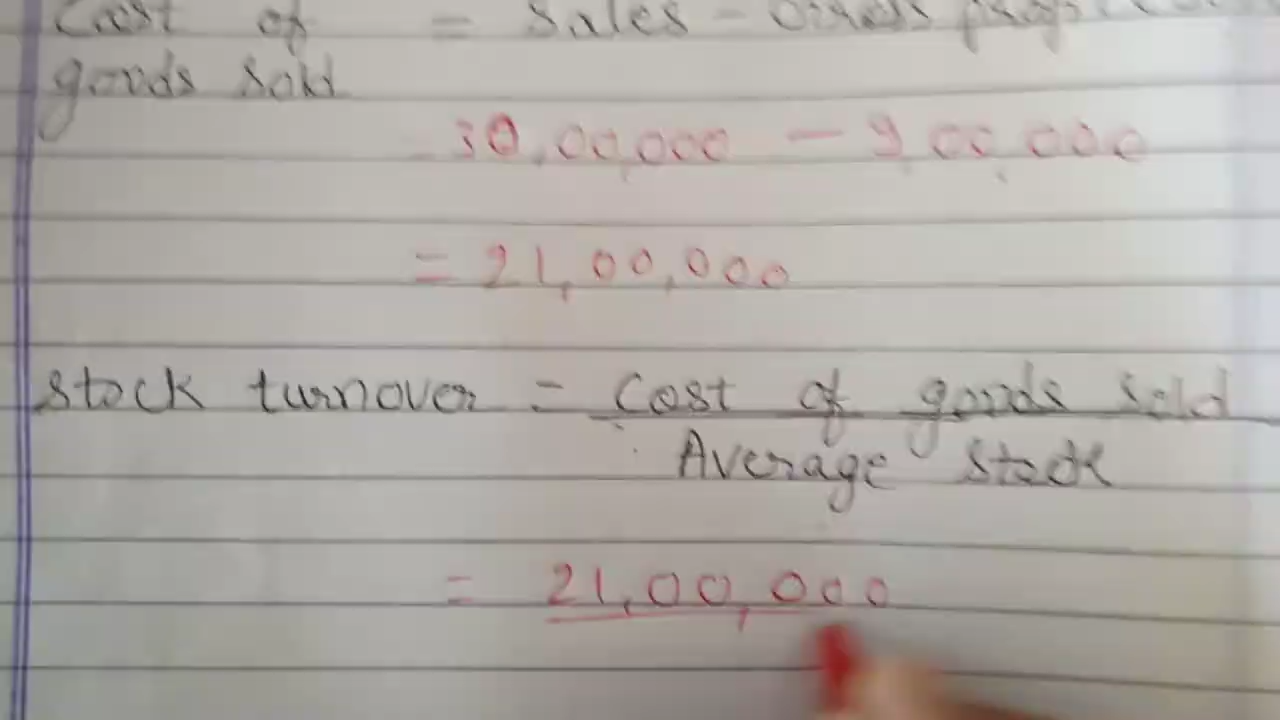 Cost of = Sales - Gross
goods sold
= 30,00,000 - 9,00,000
= 21,00,000
stock turnover = Cost of goods sold
Average stock
= 21,00,000